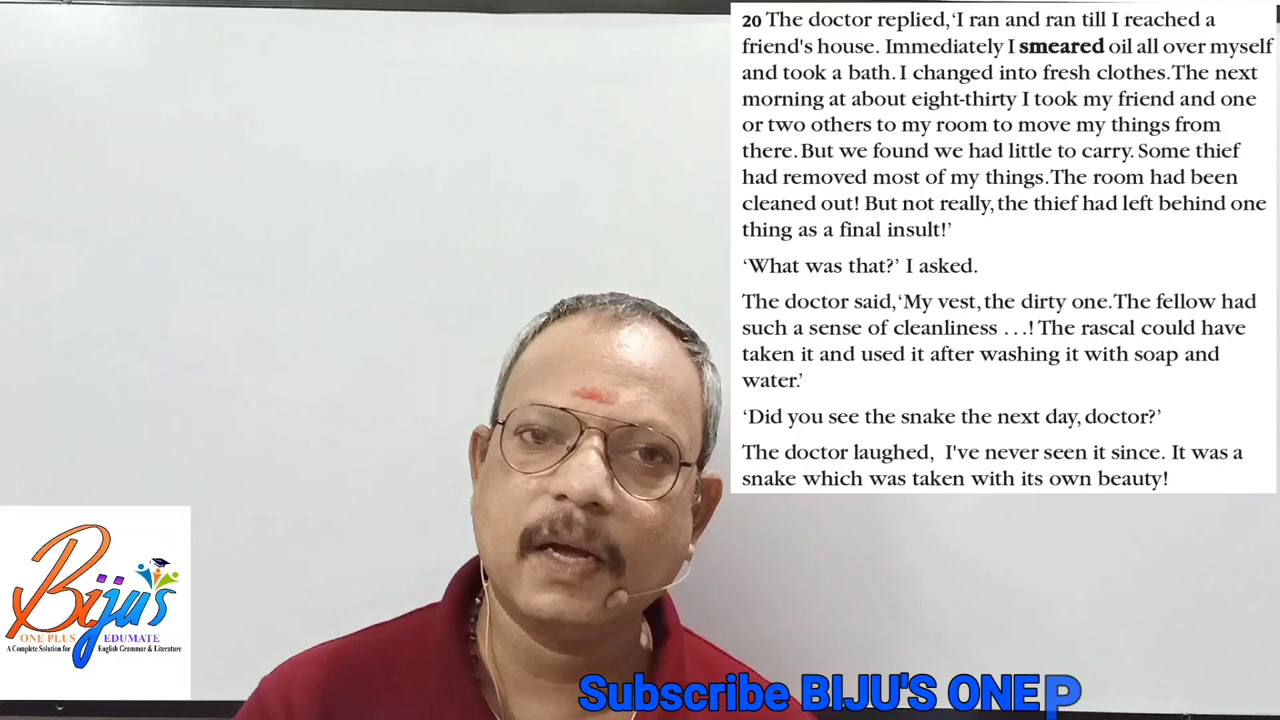 20 The doctor replied, 'I ran and ran till I reached a
friend's house. Immediately I smeared oil all over myself
and took a bath. I changed into fresh clothes. The next
morning at about eight-thirty I took my friend and one
or two others to my room to move my things from
there. But we found we had little to carry. Some thief
had removed most of my things. The room had been
cleaned out! But not really, the thief had left behind one
thing as a final insult!'
'What was that?' I asked.
The doctor said, 'My vest, the dirty one. The fellow had
such a sense of cleanliness ...! The rascal could have
taken it and used it after washing it with soap and
water.'
'Did you see the snake the next day, doctor?'
The doctor laughed, I've never seen it since. It was a
snake which was taken with its own beauty!
Biju's
ONE PLUS EDUMATE
A Complete Solution for English Grammar & Literature
Subscribe BIJU'S ONE P